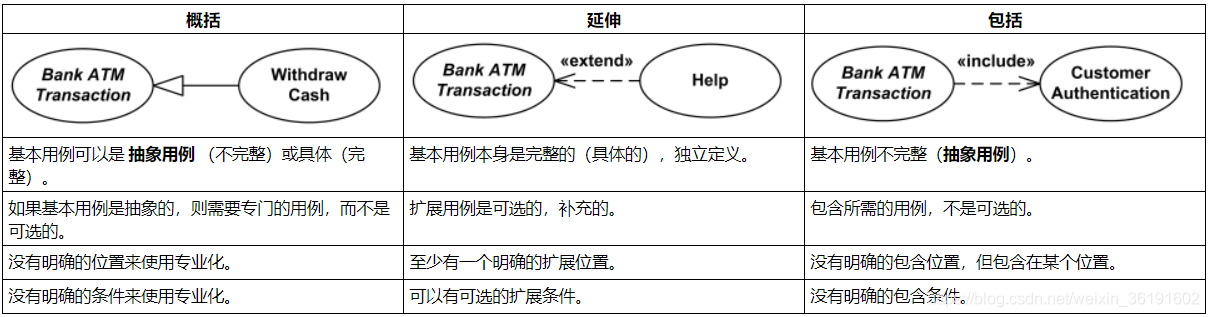 概括
延伸
包括
Bank ATM
Transaction
Withdraw
Cash
Bank ATM
Transaction
«extend»
Help
Bank ATM
Transaction
«include»
Customer
Authentication
基本用例可以是 抽象用例 （不完整）或具体（完
整）。
基本用例本身是完整的（具体的），独立定义。
基本用例不完整（抽象用例）。
如果基本用例是抽象的，则需要专门的用例，而不是
可选的。
扩展用例是可选的，补充的。
包含所需的用例，不是可选的。
没有明确的位置来使用专业化。
至少有一个明确的扩展位置。
没有明确的包含位置，但包含在某个位置。
没有明确的条件来使用专业化。
可以有可选的扩展条件。
没有明确的包含条件。
blog.csdn.net/weixin_36191602